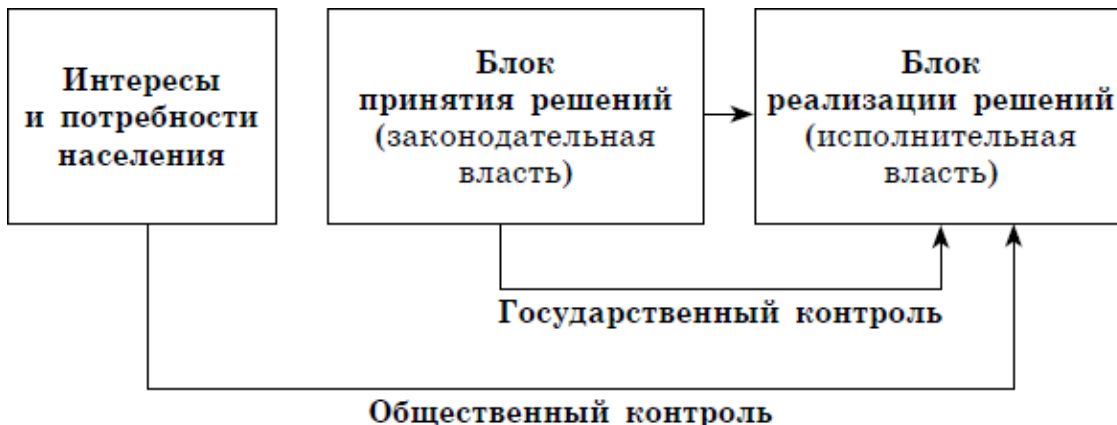 Интересы
и потребности
населения
Блок
принятия решений
(законодательная
власть)
Блок
реализации решений
(исполнительная
власть)
Государственный контроль
Общественный контроль